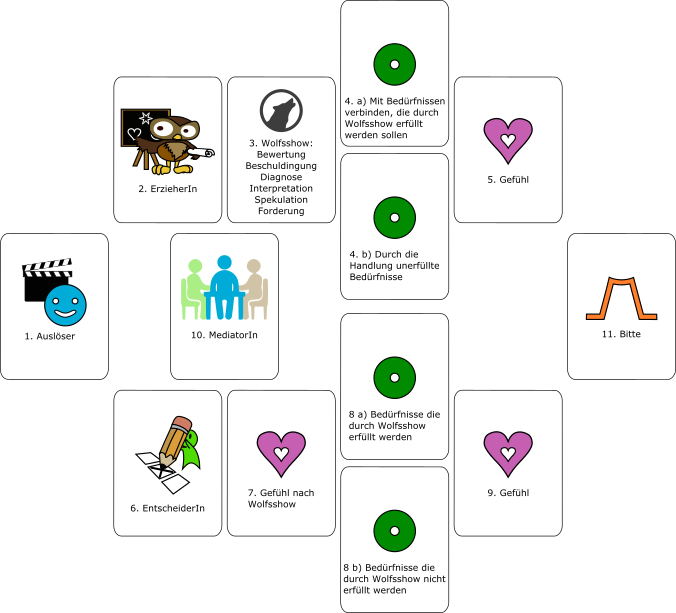 1. Auslöser
2. ErzieherIn
3. Wolfsshow:
Bewertung
Beschuldingung
Diagnose
Interpretation
Spekulation
Forderung
4. a) Mit Bedürfnissen
verbinden, die durch
Wolfsshow erfüllt
werden sollen
4. b) Durch die
Handlung unerfüllte
Bedürfnisse
5. Gefühl
6. EntscheiderIn
7. Gefühl nach
Wolfsshow
8 a) Bedürfnisse die
durch Wolfsshow
erfüllt werden
8 b) Bedürfnisse die
durch Wolfsshow nicht
erfüllt werden
9. Gefühl
10. MediatorIn
11. Bitte